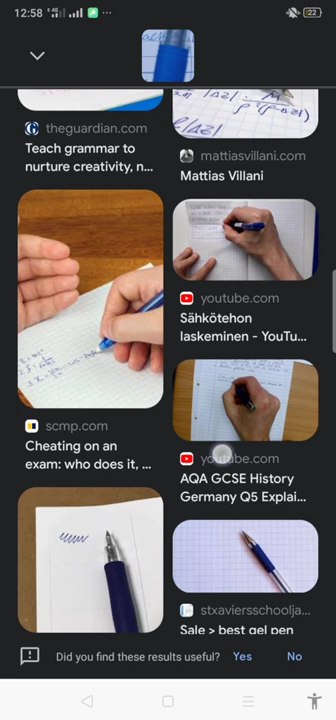 12:58
22
theguardian.com
Teach grammar to
nurture creativity, n...
mattiasvillani.com
Mattias Villani
youtube.com
Sähkötehon
laskeminen - YouTu...
scmp.com
Cheating on an
exam: who does it, ...
youtube.com
AQA GCSE History
Germany Q5 Explai...
stxaviersschoolja...
Sale > best gel pen
Did you find these results useful?
Yes
No